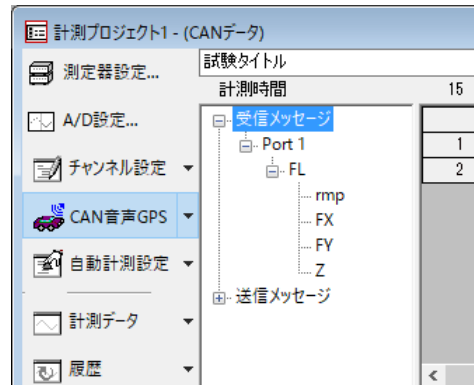 計測プロジェクト1 - (CANデータ)
測定器設定...
A/D設定...
チャンネル設定
CAN音声GPS
自動計測設定
計測データ
履歴
試験タイトル
計測時間 15
受信メッセージ
Port 1
FL
rmp
FX
FY
Z
送信メッセージ
1
2